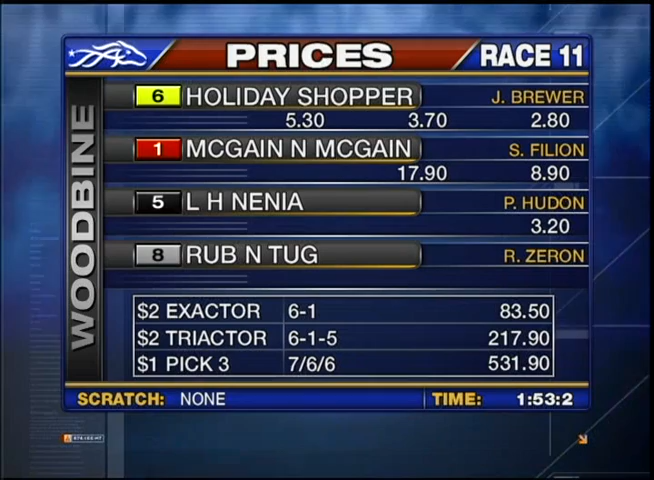 PRICES
RACE 11
WOODBINE
6 HOLIDAY SHOPPER J. BREWER
5.30 3.70 2.80
1 MCGAIN N MCGAIN S. FILION
17.90 8.90
5 L H NENIA P. HUDON
3.20
8 RUB N TUG R. ZERON
$2 EXACTOR 6-1 83.50
$2 TRIACTOR 6-1-5 217.90
$1 PICK 3 7/6/6 531.90
SCRATCH: NONE TIME: 1:53:2